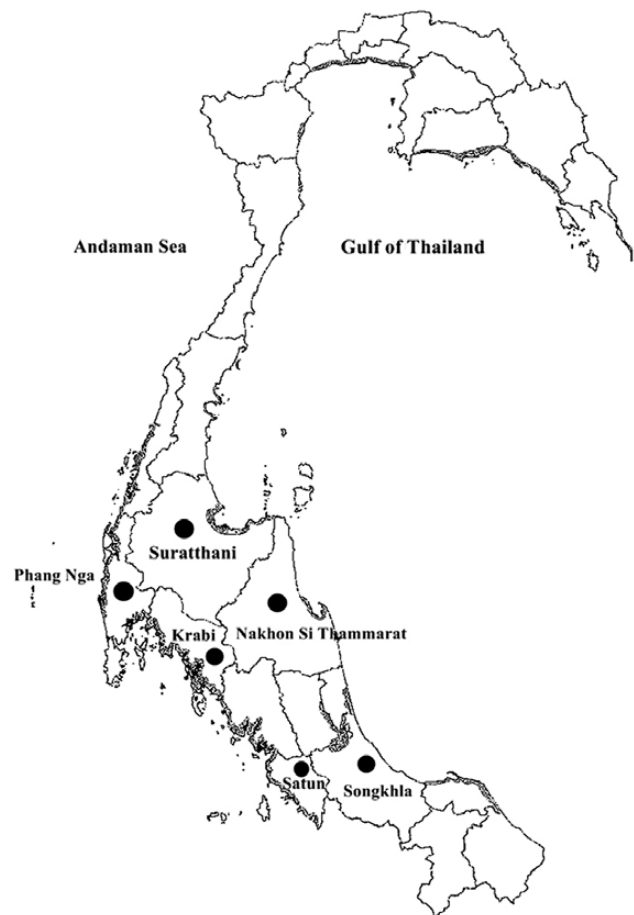 Andaman Sea
Gulf of Thailand
Suratthani
Phang Nga
Krabi
Nakhon Si Thammarat
Satun
Songkhla